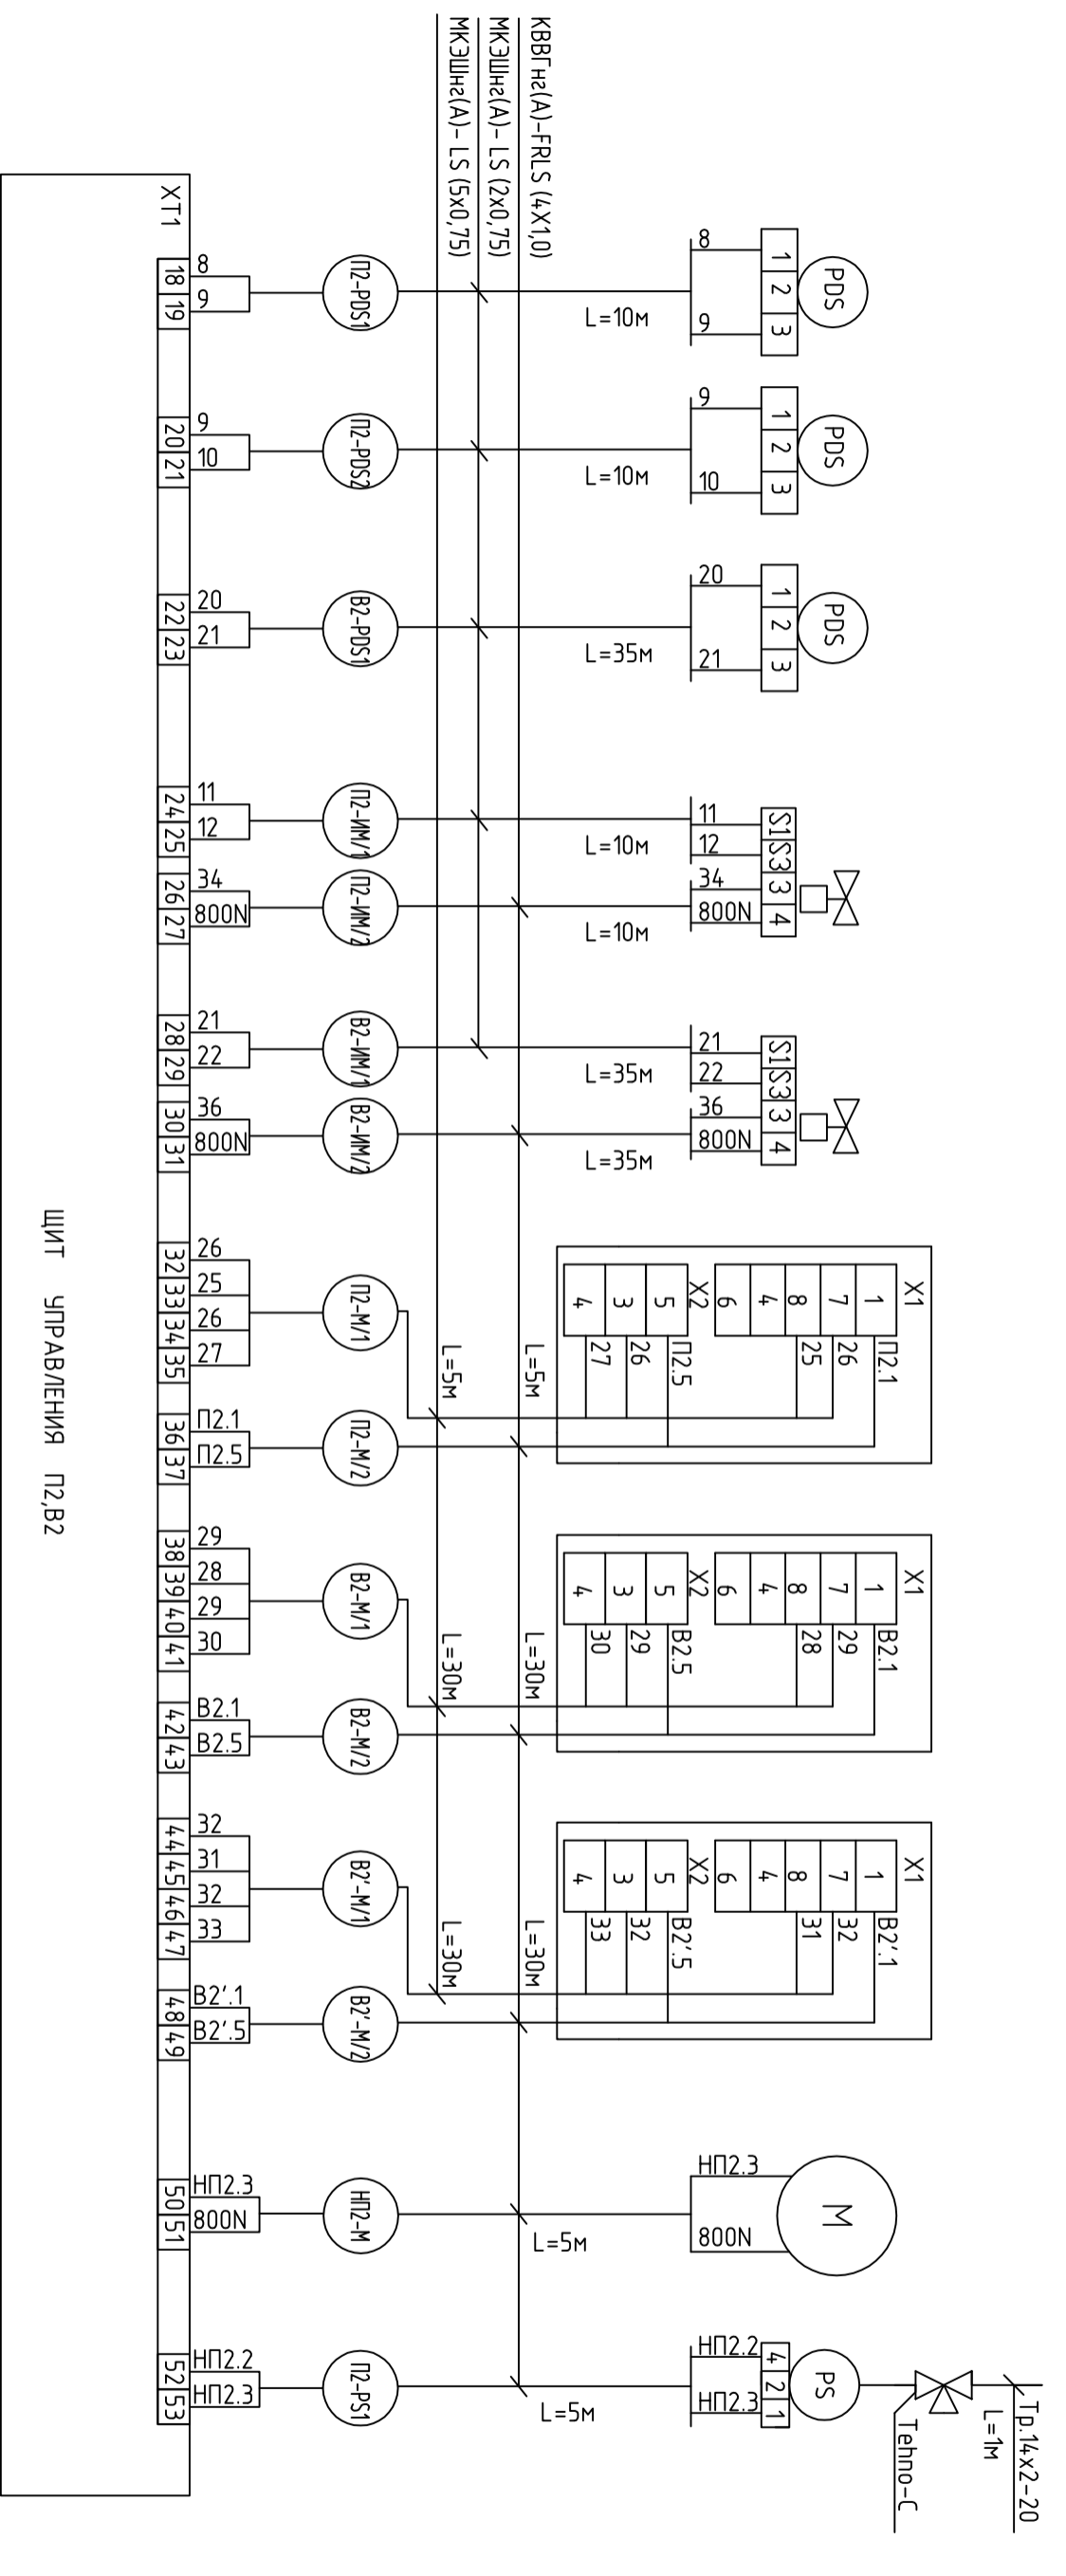 КВВГнг(А)-FRLS (4Х1,0)
МКЭШнг(А)- LS (2х0,75)
МКЭШнг(А)- LS (5х0,75)
PDS
1 2 3
8 9
L=10м
П2-PDS1
8 9
18 19
PDS
1 2 3
9 10
L=10м
П2-PDS2
9 10
20 21
PDS
1 2 3
20 21
L=35м
В2-PDS1
20 21
22 23
S1 S3 3 4
11 12 34 800N
L=10м
L=10м
П2-ИМ/1
П2-ИМ/2
11 12
34 800N
24 25
26 27
S1 S3 3 4
21 22 36 800N
L=35м
L=35м
В2-ИМ/1
В2-ИМ/2
21 22
36 800N
28 29
30 31
X1
1 П2.1
7 26
8 25
4
6
X2
5 П2.5
3 26
4 27
L=5м
L=5м
П2-М/1
П2-М/2
26 25 26 27
П2.1 П2.5
32 33 34 35
36 37
X1
1 В2.1
7 29
8 28
4
6
X2
5 В2.5
3 29
4 30
L=30м
L=30м
В2-М/1
В2-М/2
29 28 29 30
В2.1 В2.5
38 39 40 41
42 43
X1
1 В2'.1
7 32
8 31
4
6
X2
5 В2'.5
3 32
4 33
L=30м
L=30м
В2'-М/1
В2'-М/2
32 31 32 33
В2'.1 В2'.5
44 45 46 47
48 49
M
НП2.3 800N
L=5м
НП2-М
НП2.3 800N
50 51
Тр.14х2-20
L=1м
Tehno-C
PS
4 2 1
НП2.2 НП2.3
L=5м
П2-PS1
НП2.2 НП2.3
52 53
XT1
ЩИТ УПРАВЛЕНИЯ П2,В2